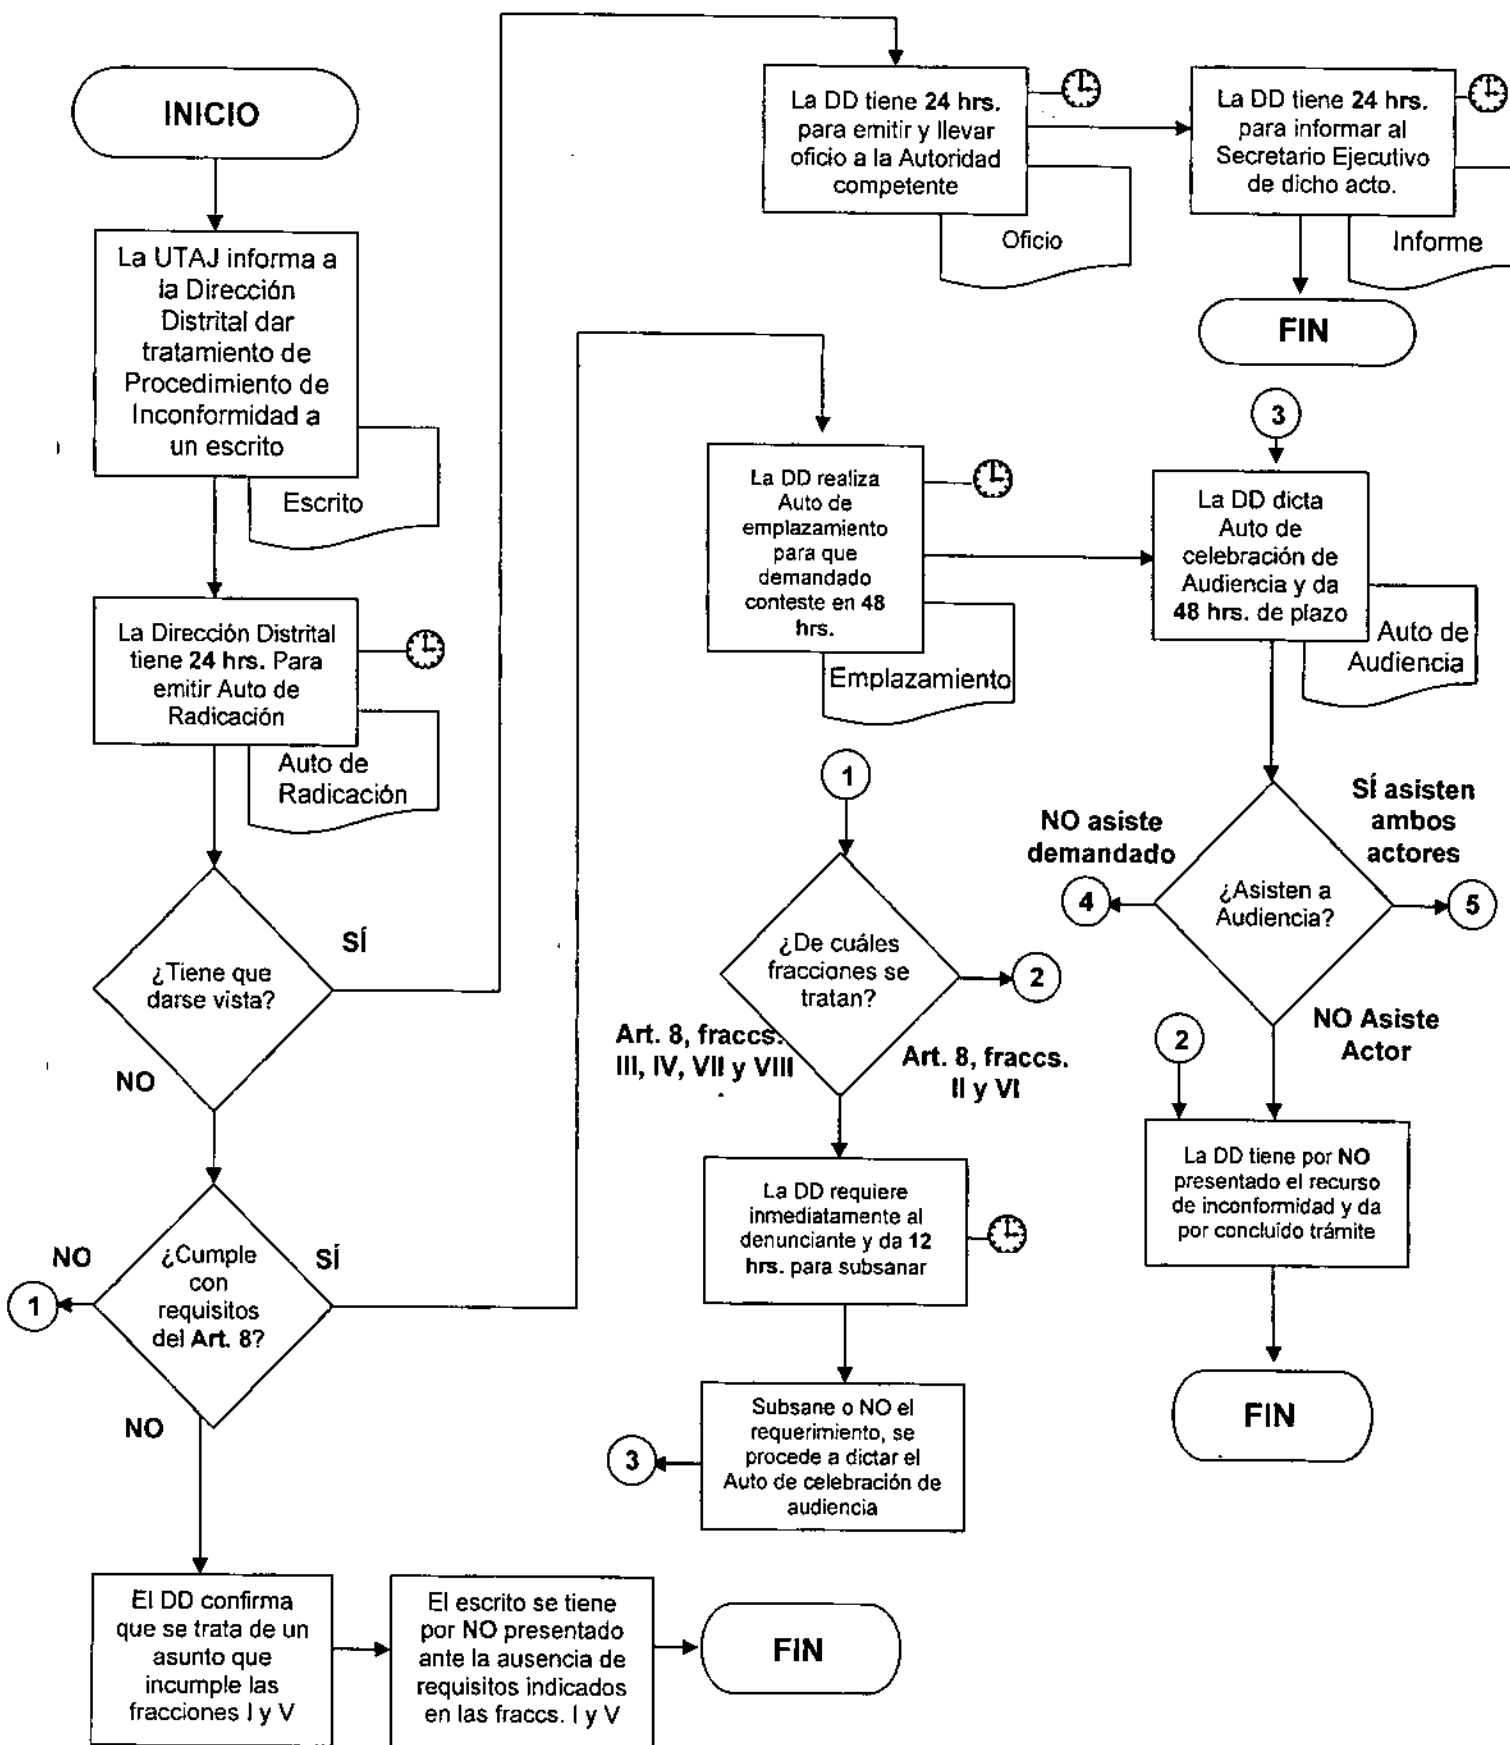 INICIO
La UTAJ informa a
la Dirección
Distrital dar
tratamiento de
Procedimiento de
Inconformidad a
un escrito
Escrito
La Dirección Distrital
tiene 24 hrs. Para
emitir Auto de
Radicación
Auto de
Radicación
¿Tiene que
darse vista?
SÍ
NO
¿Cumple
con
requisitos
del Art. 8?
NO
SÍ
1
NO
El DD confirma
que se trata de un
asunto que
incumple las
fracciones I y V
El escrito se tiene
por NO presentado
ante la ausencia de
requisitos indicados
en las fraccs. I y V
FIN
La DD tiene 24 hrs.
para emitir y llevar
oficio a la Autoridad
competente
Oficio
La DD tiene 24 hrs.
para informar al
Secretario Ejecutivo
de dicho acto.
Informe
FIN
La DD realiza
Auto de
emplazamiento
para que
demandado
conteste en 48
hrs.
Emplazamiento
3
La DD dicta
Auto de
celebración de
Audiencia y da
48 hrs. de plazo
Auto de
Audiencia
1
¿De cuáles
fracciones se
tratan?
2
Art. 8, fraccs.
III, IV, VII y VIII
Art. 8, fraccs.
II y VI
La DD requiere
inmediatamente al
denunciante y da 12
hrs. para subsanar
Subsane o NO el
requerimiento, se
procede a dictar el
Auto de celebración de
audiencia
3
NO asiste
demandado
SÍ asisten
ambos
actores
4
¿Asisten a
Audiencia?
5
NO Asiste
Actor
2
La DD tiene por NO
presentado el recurso
de inconformidad y da
por concluído trámite
FIN